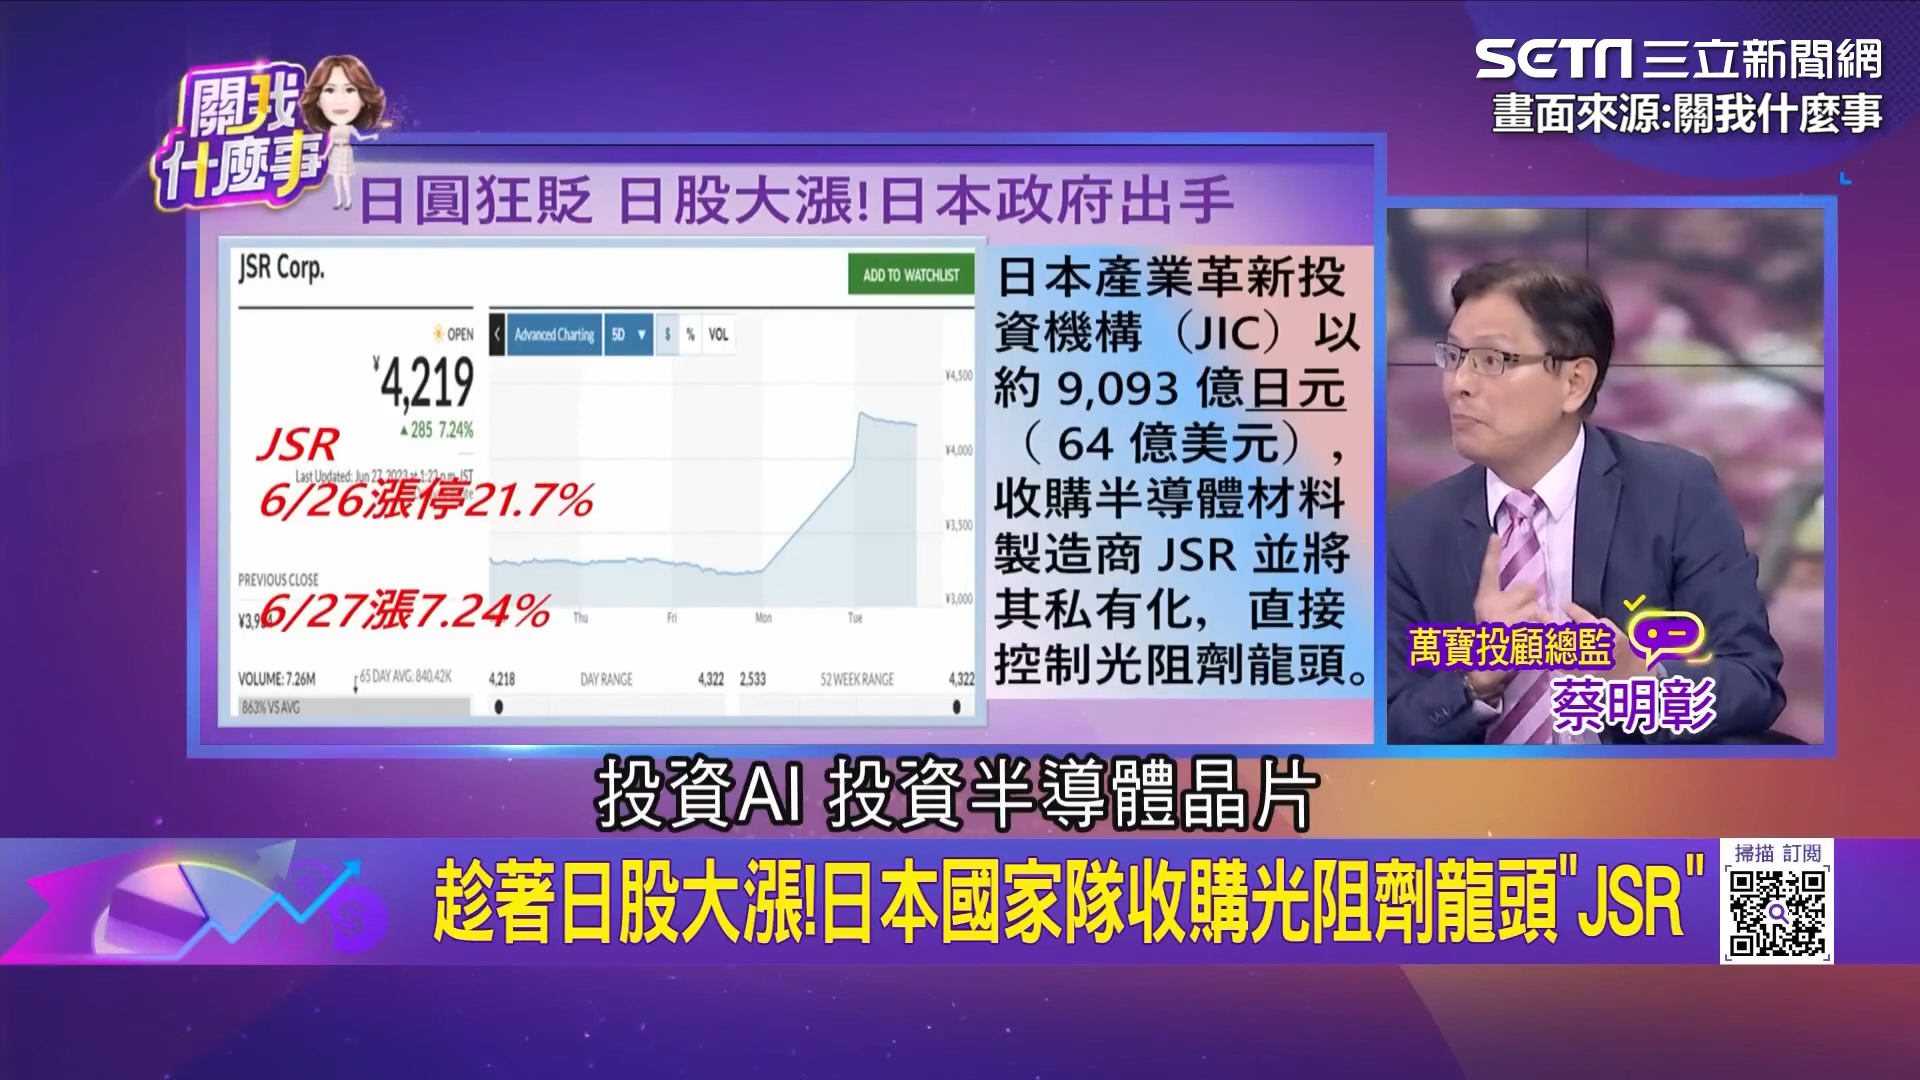 SETN 三立新聞網
畫面來源:關我什麼事
關我
什麼事
日圓狂貶 日股大漲!日本政府出手
JSR Corp.
ADD TO WATCHLIST
OPEN
Advanced Charting 5D $ % VOL
¥4,219
285 7.24%
JSR
6/26漲停21.7%
PREVIOUS CLOSE
6/27漲7.24%
¥4,500
¥4,000
¥3,500
¥3,000
Thu Fri Mon Tue
VOLUME: 7.26M
65 DAY AVG: 840.42K
863% VS AVG
4,218 DAY RANGE 4,322
2,533 52 WEEK RANGE 4,322
日本產業革新投
資機構（JIC）以
約 9,093 億日元
（ 64 億美元），
收購半導體材料
製造商 JSR 並將
其私有化，直接
控制光阻劑龍頭。
萬寶投顧總監
蔡明彰
投資AI 投資半導體晶片
趁著日股大漲!日本國家隊收購光阻劑龍頭"JSR"
掃描 訂閱